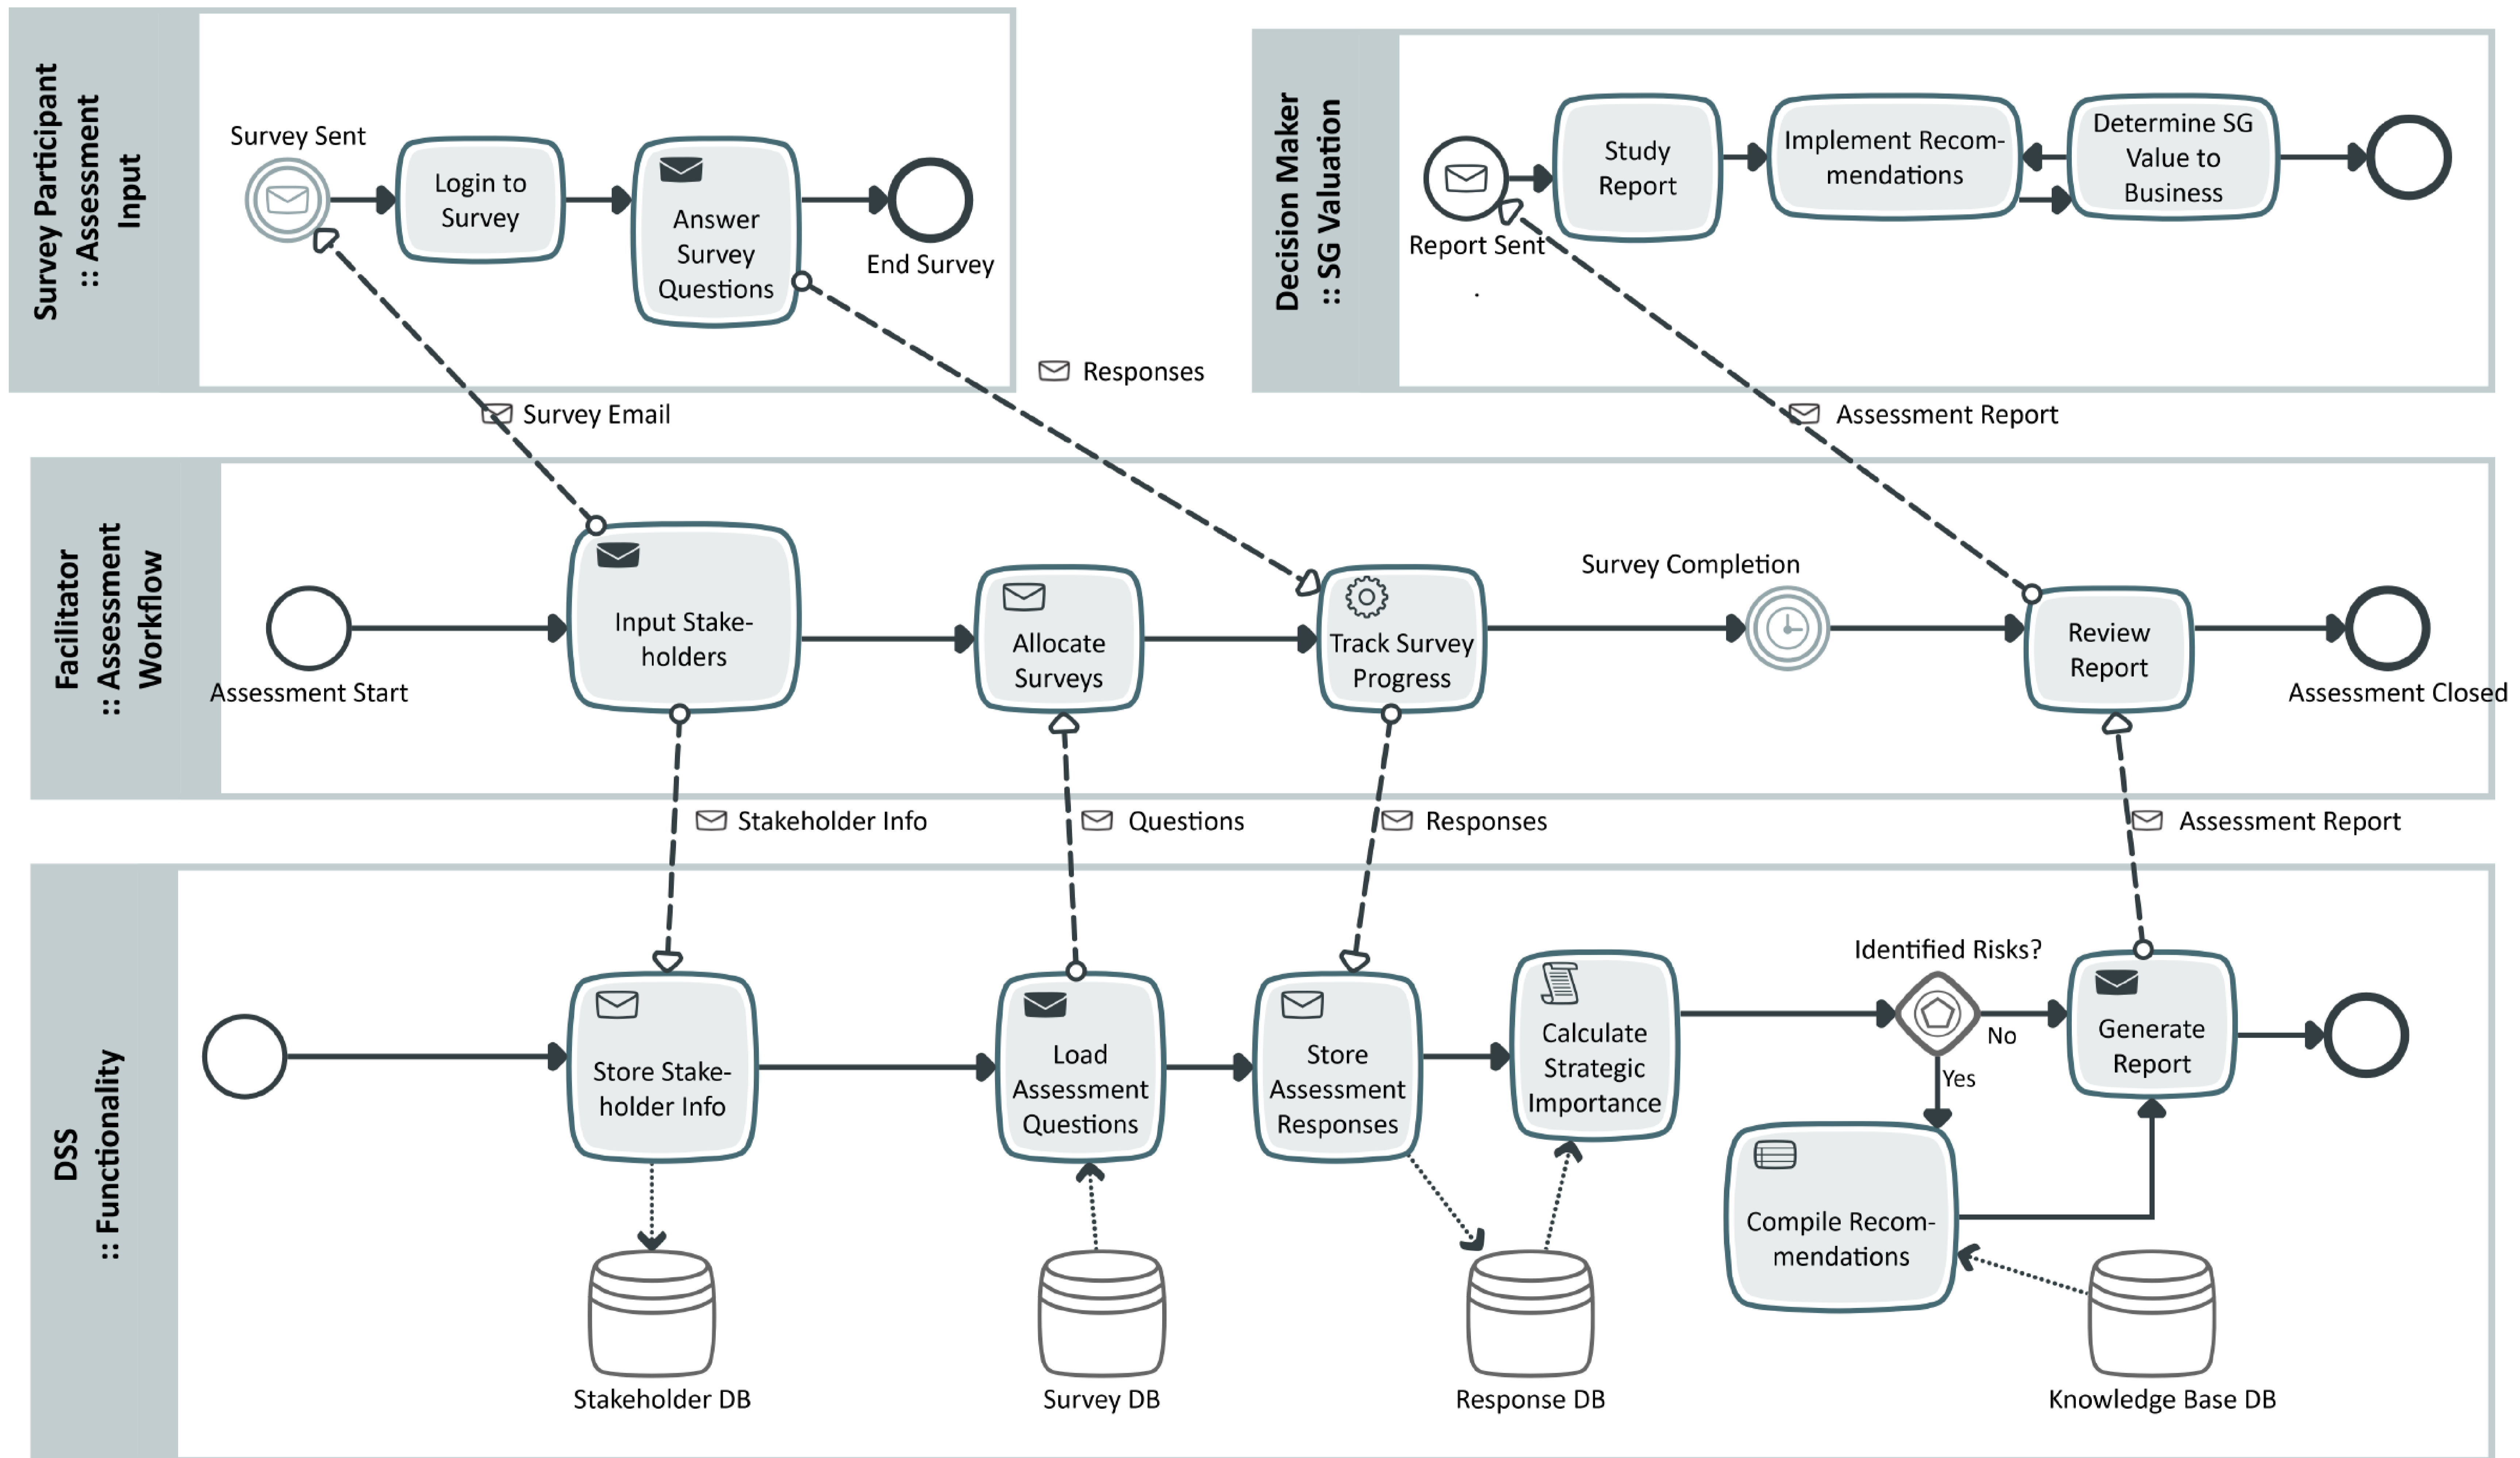 Survey Participant
:: Assessment
Input
Survey Sent
Login to
Survey
Answer
Survey
Questions
End Survey
Decision Maker
:: SG Valuation
Report Sent
.
Study
Report
Implement Recom-
mendations
Determine SG
Value to
Business
Responses
Survey Email
Assessment Report
Facilitator
:: Assessment
Workflow
Assessment Start
Input Stake-
holders
Allocate
Surveys
Track Survey
Progress
Survey Completion
Review
Report
Assessment Closed
Stakeholder Info
Questions
Responses
Assessment Report
DSS
:: Functionality
Store Stake-
holder Info
Load
Assessment
Questions
Store
Assessment
Responses
Calculate
Strategic
Importance
Identified Risks?
No
Yes
Generate
Report
Compile Recom-
mendations
Stakeholder DB
Survey DB
Response DB
Knowledge Base DB